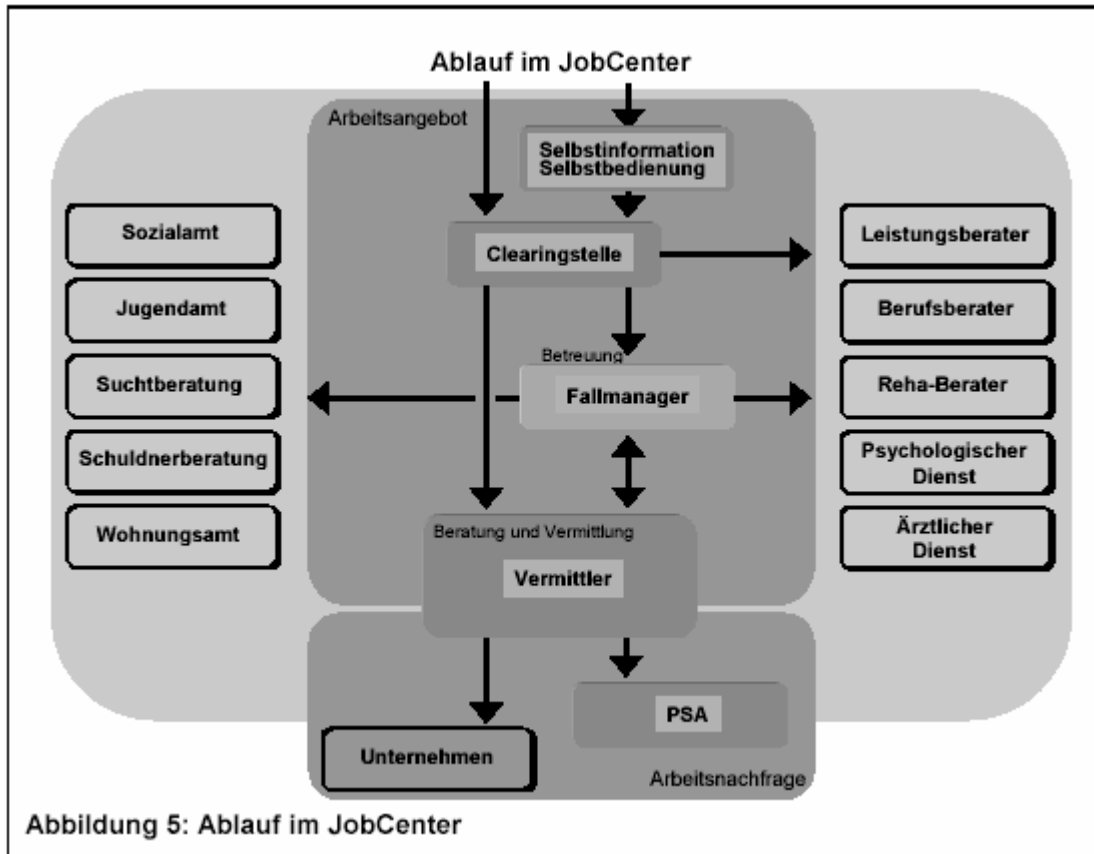 Ablauf im JobCenter
Arbeitsangebot
Selbstinformation
Selbstbedienung
Clearingstelle
Sozialamt
Jugendamt
Suchtberatung
Schuldnerberatung
Wohnungsamt
Leistungsberater
Berufsberater
Reha-Berater
Psychologischer
Dienst
Ärztlicher
Dienst
Betreuung
Fallmanager
Beratung und Vermittlung
Vermittler
PSA
Unternehmen
Arbeitsnachfrage
Abbildung 5: Ablauf im JobCenter